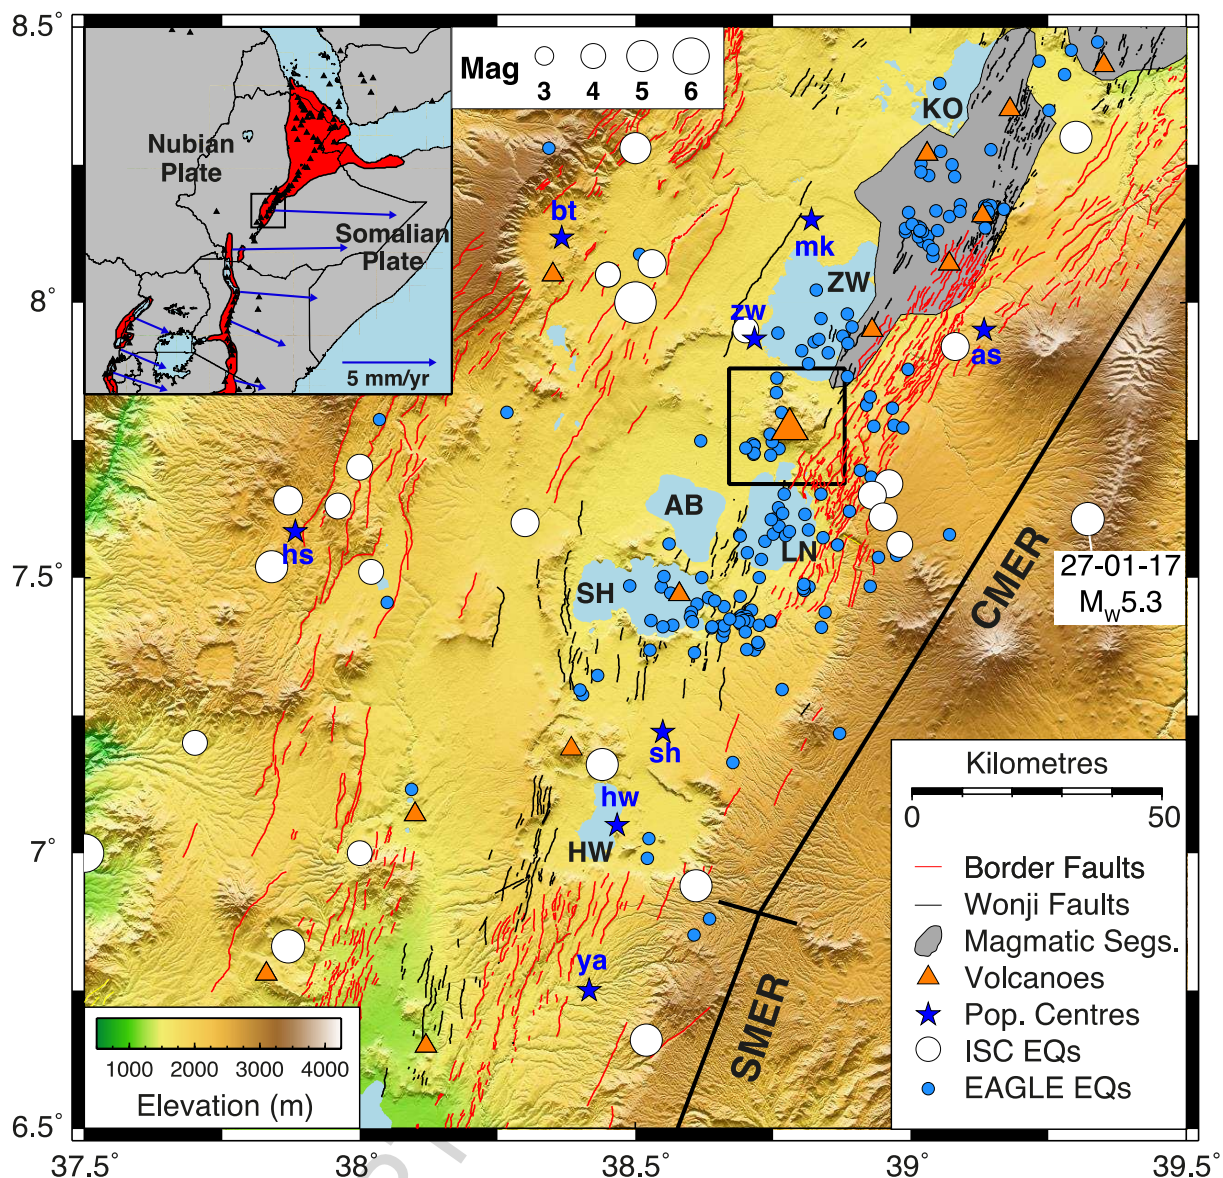 8.5°
8°
7.5°
7°
6.5°
37.5°
38°
38.5°
39°
39.5°
Nubian
Plate
Somalian
Plate
5 mm/yr
Mag
3 4 5 6
KO
bt
mk
ZW
zw
as
hs
AB
LN
SH
CMER
27-01-17
Mw5.3
sh
hw
HW
ya
SMER
Kilometres
0 50
Border Faults
Wonji Faults
Magmatic Segs.
Volcanoes
Pop. Centres
ISC EQs
EAGLE EQs
1000 2000 3000 4000
Elevation (m)